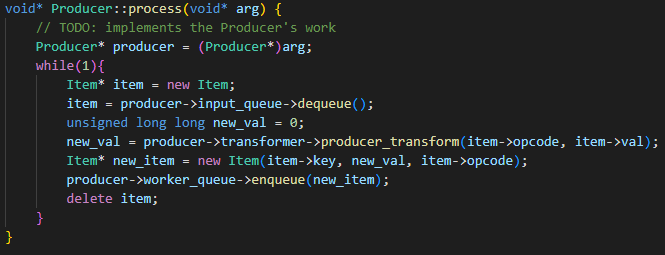 void* Producer::process(void* arg) {
    // TODO: implements the Producer's work
    Producer* producer = (Producer*)arg;
    while(1){
        Item* item = new Item;
        item = producer->input_queue->dequeue();
        unsigned long long new_val = 0;
        new_val = producer->transformer->producer_transform(item->opcode, item->val);
        Item* new_item = new Item(item->key, new_val, item->opcode);
        producer->worker_queue->enqueue(new_item);
        delete item;
    }
}